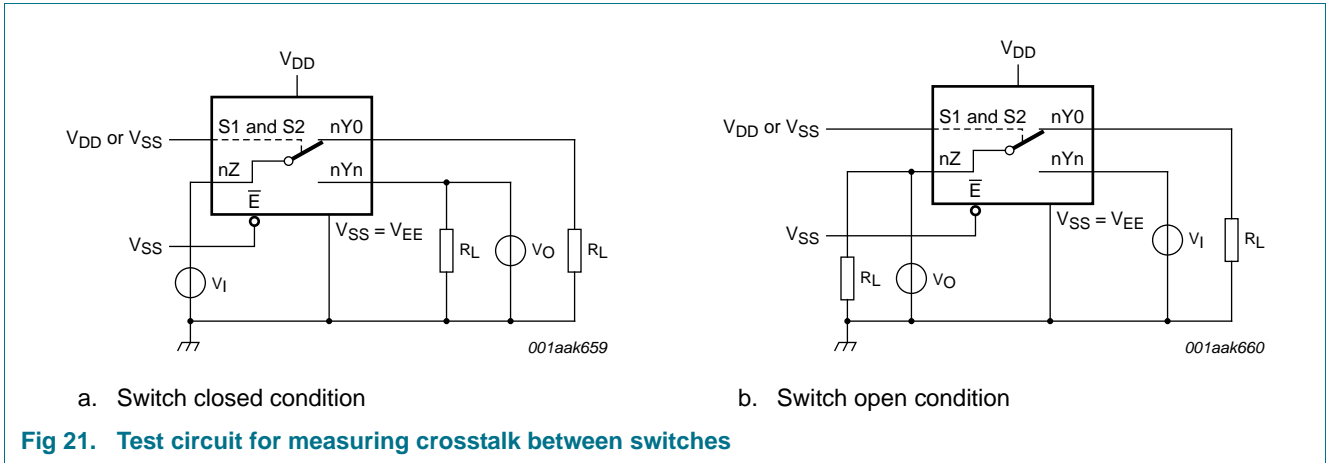 VDD
S1 and S2
nY0
VDD or VSS
nZ
nYn
E̅
VSS = VEE
VSS
RL
VO
RL
VI
001aak659
a. Switch closed condition
VDD
S1 and S2
nY0
VDD or VSS
nZ
nYn
E̅
VSS = VEE
VSS
VI
RL
RL
VO
001aak660
b. Switch open condition
Fig 21. Test circuit for measuring crosstalk between switches